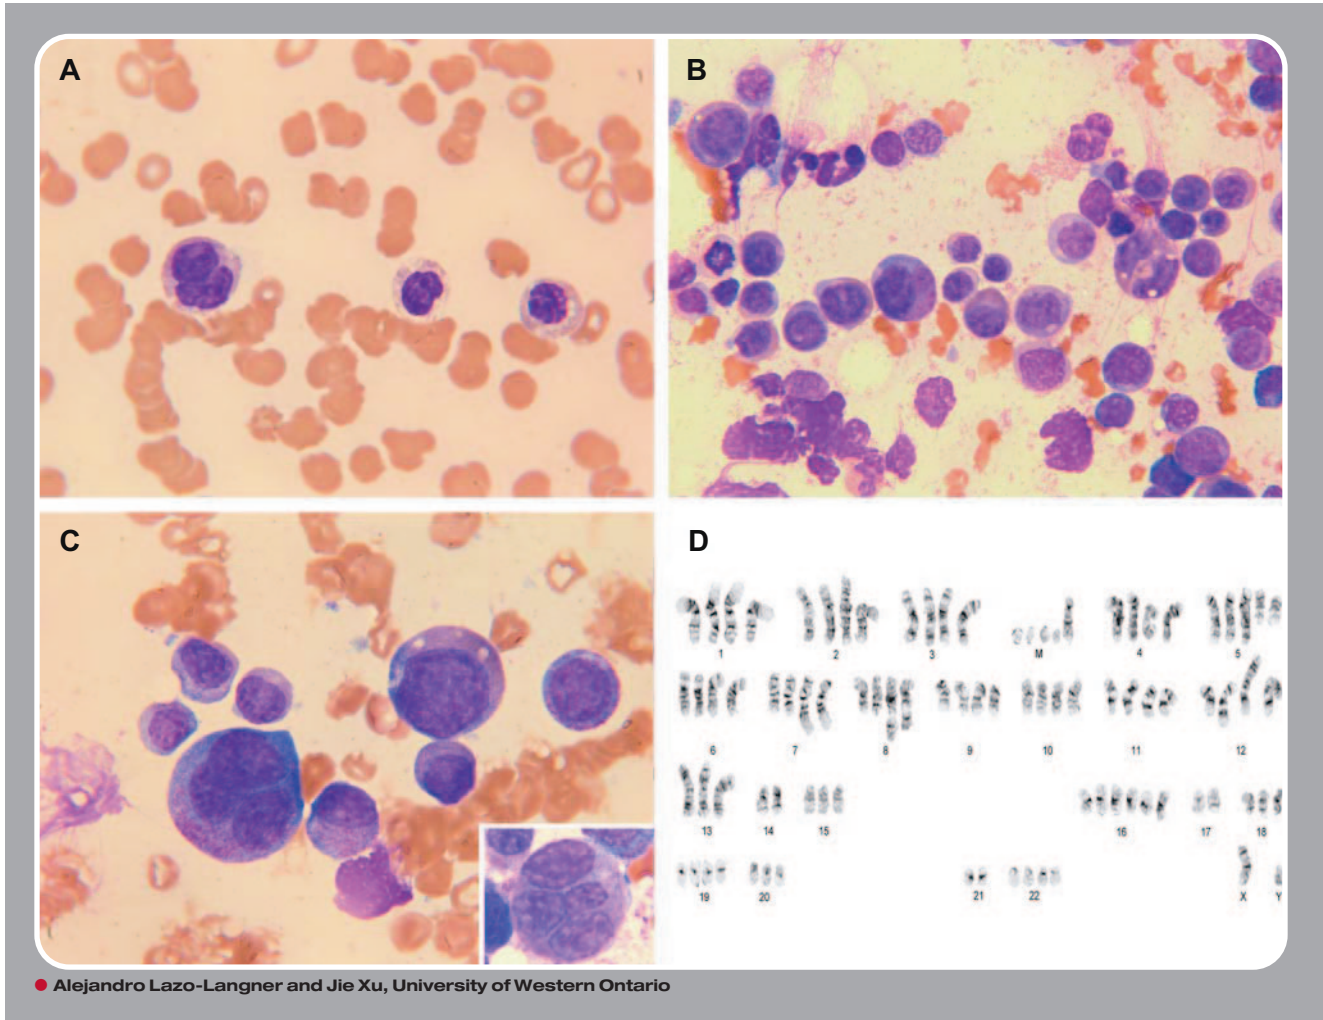 A
B
C
D
1 2 3 M 4 5
6 7 8 9 10 11 12
13 14 15 16 17 18
19 20 21 22 X Y
Alejandro Lazo-Langner and Jie Xu, University of Western Ontario